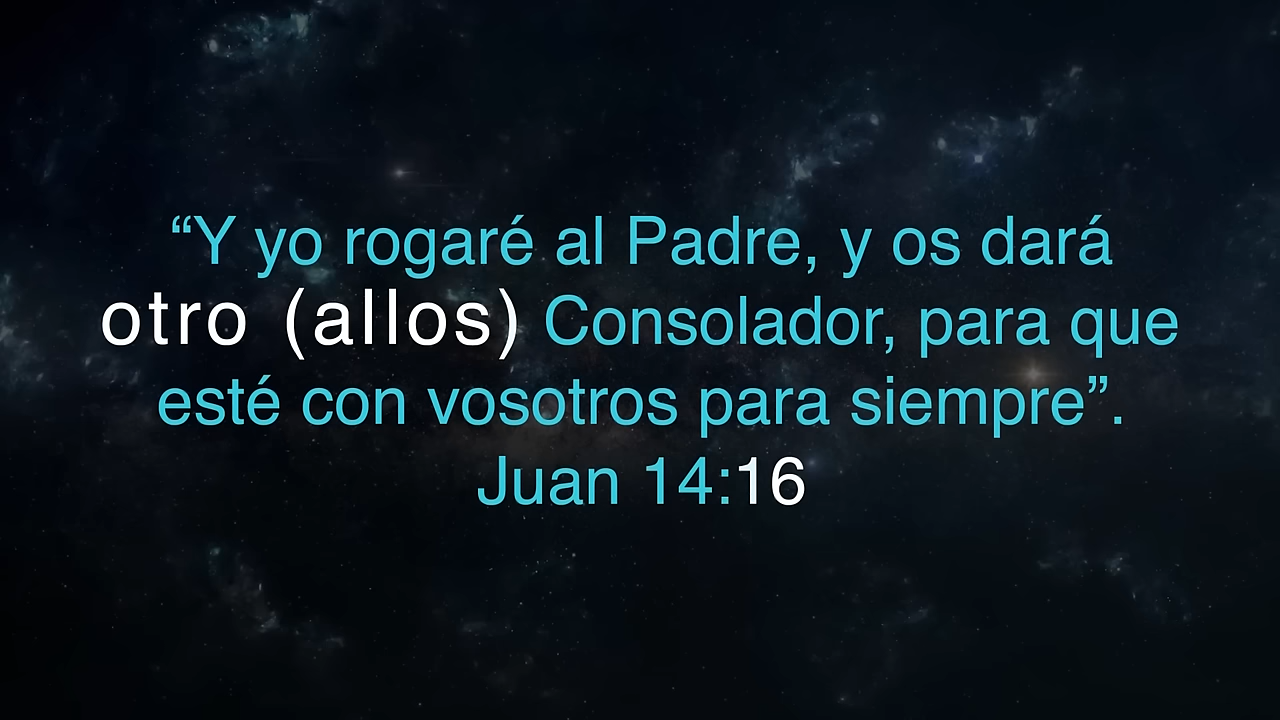 “Y yo rogaré al Padre, y os dará
otro (allos) Consolador, para que
esté con vosotros para siempre”.
Juan 14:16